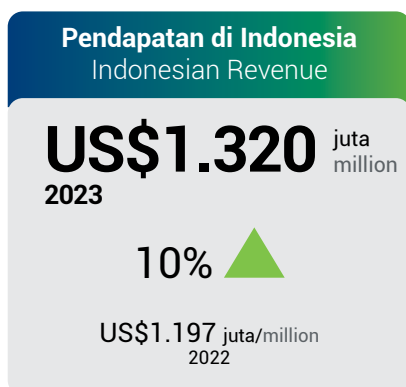 Pendapatan di Indonesia
Indonesian Revenue
US$1.320 juta
million
2023
10%
US$1.197 juta/million
2022